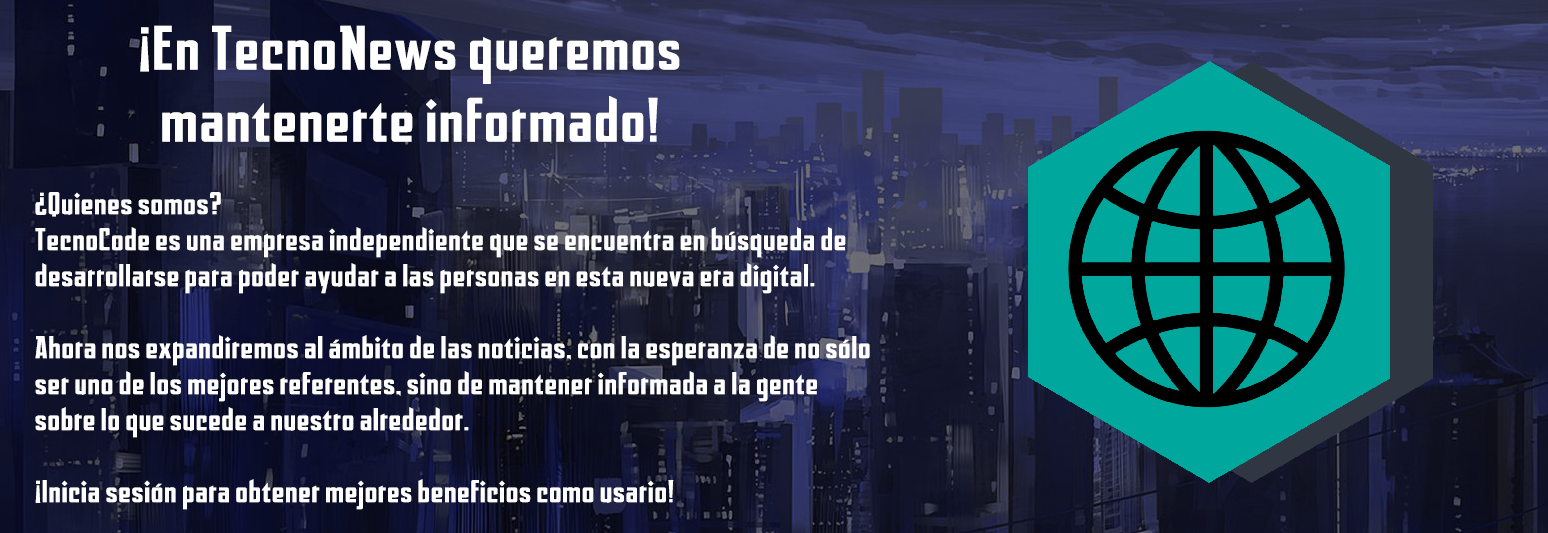 ¡En TecnoNews queremos
mantenerte informado!
¿Quienes somos?
TecnoCode es una empresa independiente que se encuentra en búsqueda de
desarrollarse para poder ayudar a las personas en esta nueva era digital.
Ahora nos expandiremos al ámbito de las noticias, con la esperanza de no sólo
ser uno de los mejores referentes, sino de mantener informada a la gente
sobre lo que sucede a nuestro alrededor.
¡Inicia sesión para obtener mejores beneficios como usario!